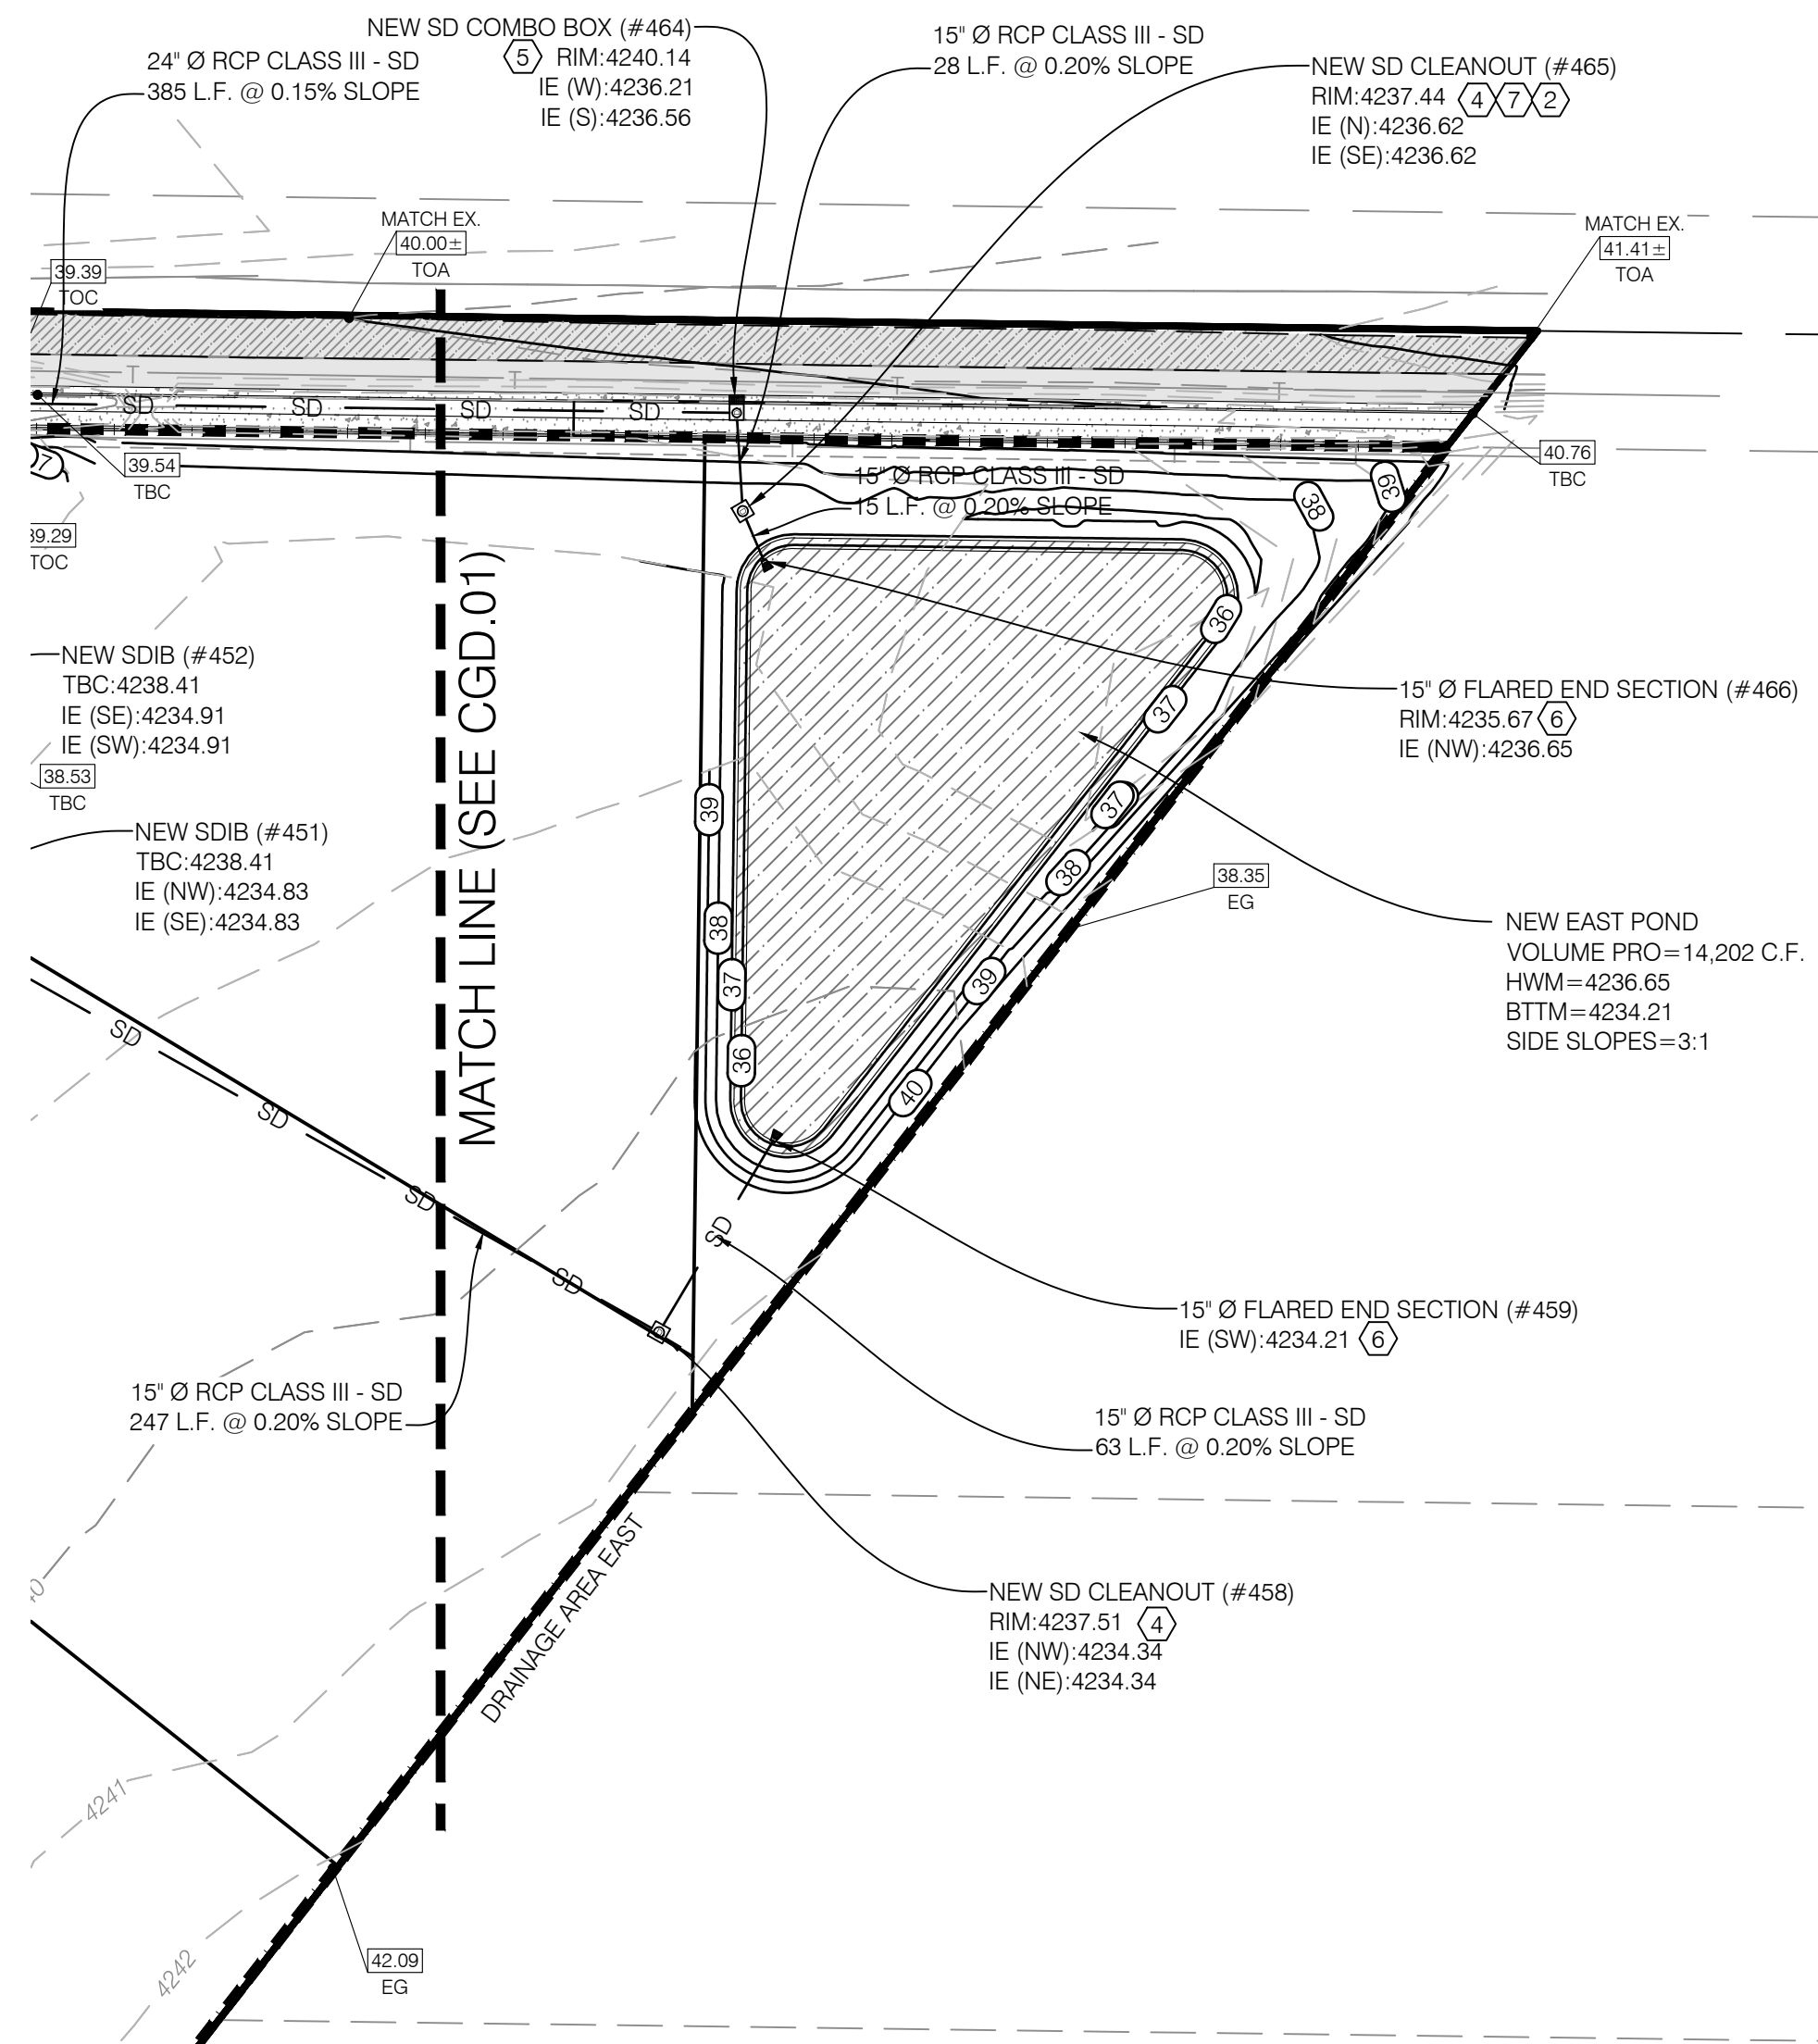 NEW SD COMBO BOX (#464)
5 RIM:4240.14
IE (W):4236.21
IE (S):4236.56
24" Ø RCP CLASS III - SD
385 L.F. @ 0.15% SLOPE
15" Ø RCP CLASS III - SD
28 L.F. @ 0.20% SLOPE
NEW SD CLEANOUT (#465)
RIM:4237.44 4 7 2
IE (N):4236.62
IE (SE):4236.62
MATCH EX.
40.00±
TOA
MATCH EX.
41.41±
TOA
39.39
TOC
T
T
T
T
SD
SD
SD
SD
T
T
T
T
7
39.54
TBC
40.76
TBC
15" Ø RCP CLASS III - SD
15 L.F. @ 0.20% SLOPE
38
39
39.29
TOC
MATCH LINE (SEE CGD.01)
NEW SDIB (#452)
TBC:4238.41
IE (SE):4234.91
IE (SW):4234.91
38.53
TBC
NEW SDIB (#451)
TBC:4238.41
IE (NW):4234.83
IE (SE):4234.83
36
37
37
38
39
40
39
38
37
36
15" Ø FLARED END SECTION (#466)
RIM:4235.67 6
IE (NW):4236.65
38.35
EG
NEW EAST POND
VOLUME PRO=14,202 C.F.
HWM=4236.65
BTTM=4234.21
SIDE SLOPES=3:1
SD
SD
SD
SD
SD
15" Ø FLARED END SECTION (#459)
IE (SW):4234.21 6
15" Ø RCP CLASS III - SD
247 L.F. @ 0.20% SLOPE
15" Ø RCP CLASS III - SD
63 L.F. @ 0.20% SLOPE
DRAINAGE AREA EAST
NEW SD CLEANOUT (#458)
RIM:4237.51 4
IE (NW):4234.34
IE (NE):4234.34
4241
4242
42.09
EG